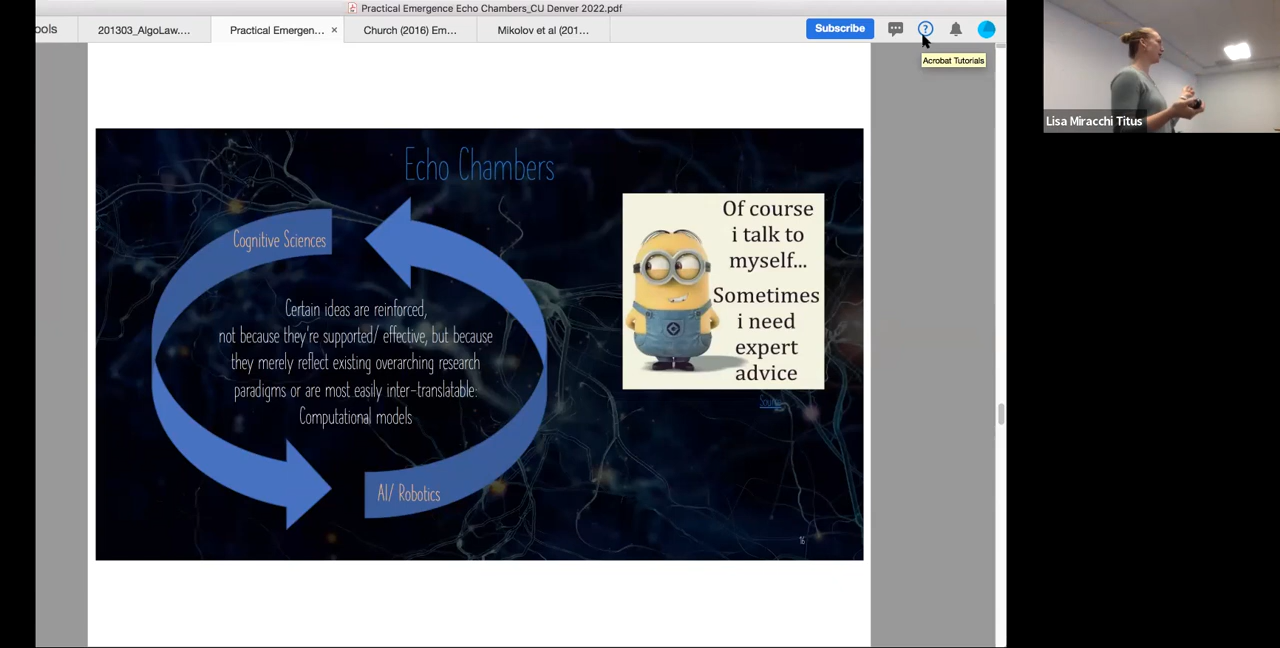 Practical Emergence Echo Chambers_CU Denver 2022.pdf
ools
201303_AlgoLaw....
Practical Emergen... ×
Church (2016) Em...
Mikolov et al (201...
Subscribe
?
Acrobat Tutorials
Lisa Miracchi Titus
Echo Chambers
Cognitive Sciences
Certain ideas are reinforced,
not because they're supported/ effective, but because
they merely reflect existing overarching research
paradigms or are most easily inter-translatable:
Computational models
AI/ Robotics
Of course
i talk to
myself...
Sometimes
i need
expert
advice
Source
16